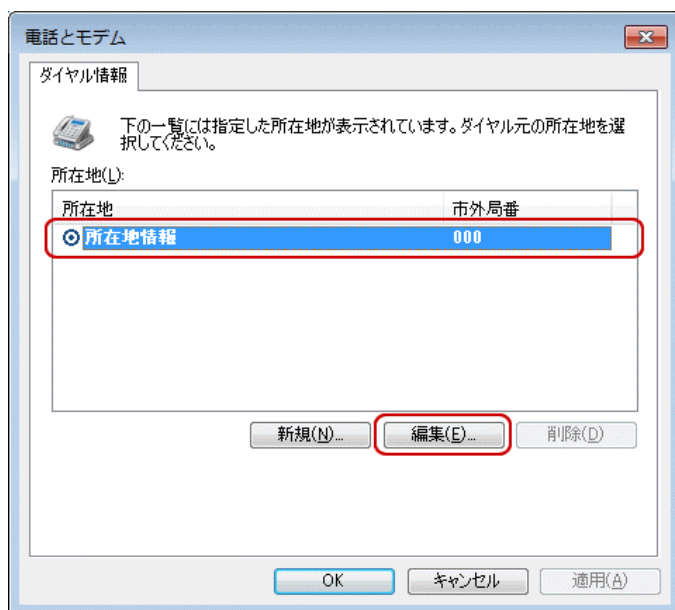 電話とモデム
ダイヤル情報
下の一覧には指定した所在地が表示されています。ダイヤル元の所在地を選
択してください。
所在地(L):
所在地 市外局番
所在地情報 000
新規(N)... 編集(E)... 削除(D)
OK キャンセル 適用(A)